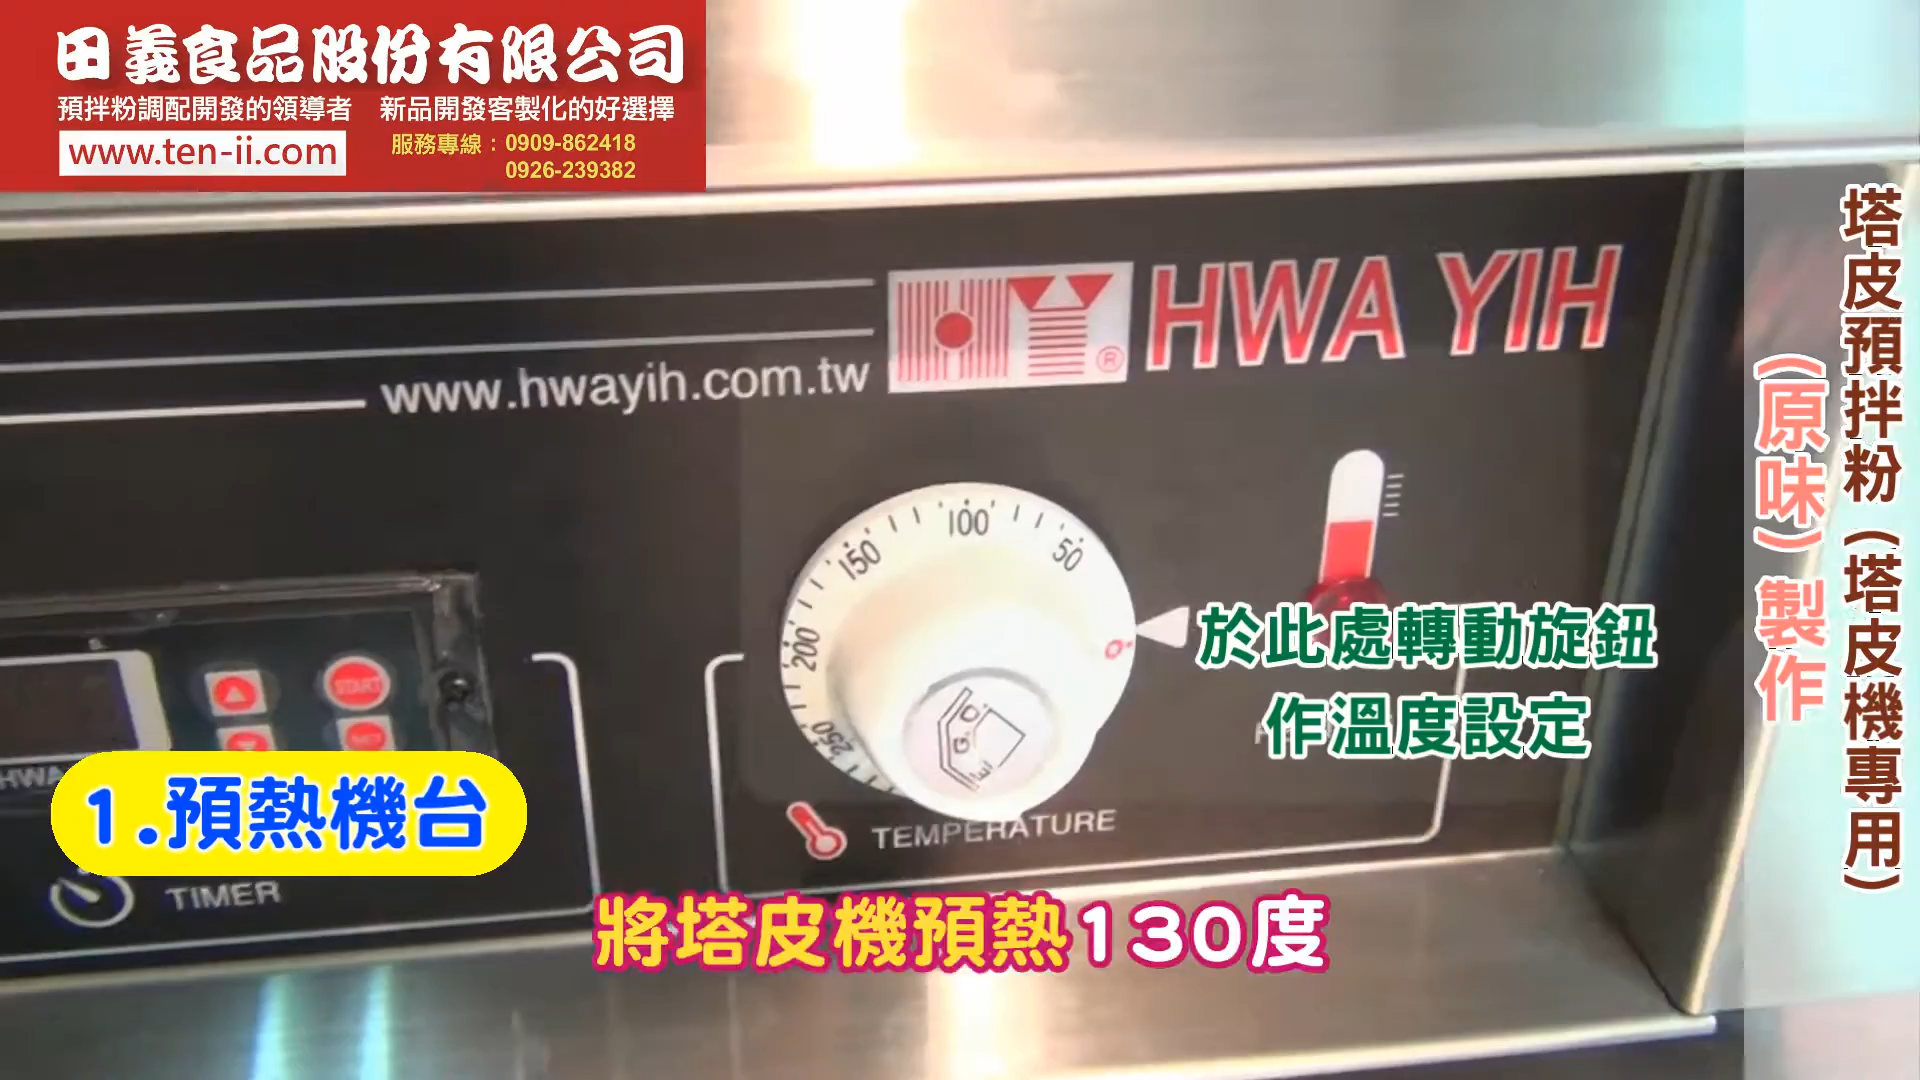 田義食品股份有限公司
預拌粉調配開發的領導者 新品開發客製化的好選擇
www.ten-ii.com
服務專線：0909-862418
0926-239382
塔皮預拌粉（塔皮機專用）
（原味）製作
HWA YIH
®
www.hwayih.com.tw
50
100
150
200
250
START
於此處轉動旋鈕
作溫度設定
G.D.
HWA
1.預熱機台
TEMPERATURE
TIMER
將塔皮機預熱130度